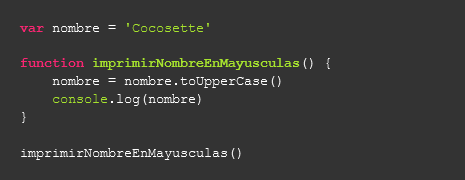 var nombre = 'Cocosette'
function imprimirNombreEnMayusculas() {
    nombre = nombre.toUpperCase()
    console.log(nombre)
}
imprimirNombreEnMayusculas()